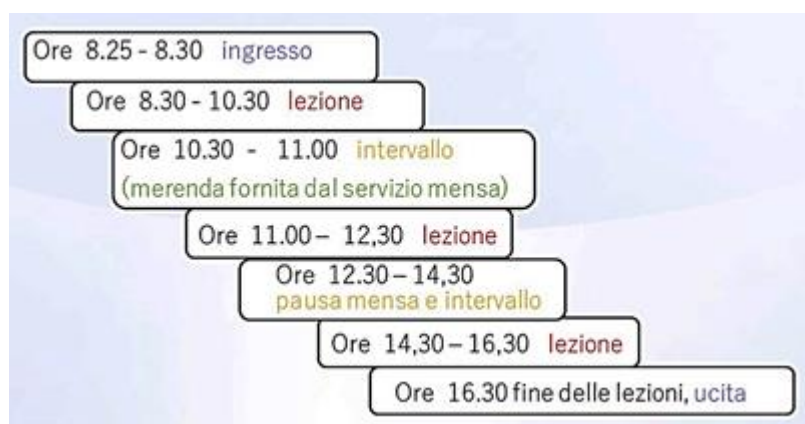 Ore 8.25 - 8.30 ingresso
Ore 8.30 - 10.30 lezione
Ore 10.30 - 11.00 intervallo
(merenda fornita dal servizio mensa)
Ore 11.00 – 12,30 lezione
Ore 12.30 – 14,30
pausa mensa e intervallo
Ore 14,30 – 16,30 lezione
Ore 16.30 fine delle lezioni, ucita